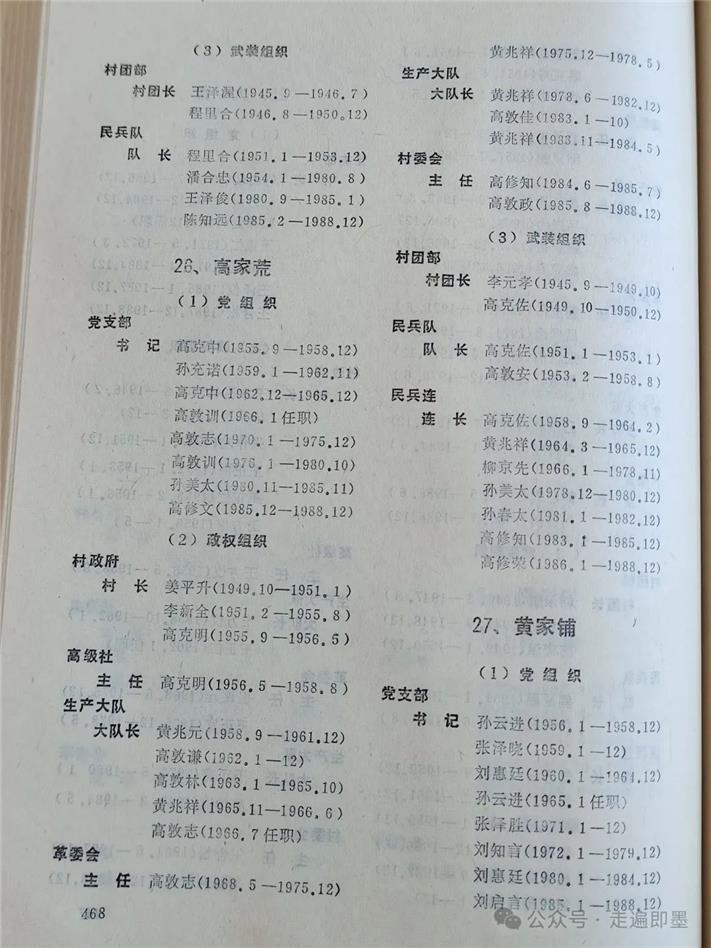 (3) 武装组织
村团部
村团长 王泽渥(1945.9—1946.7)
程里合(1946.8—1950.12)
民兵队
队长 程里合(1951.1—1953.12)
潘合忠(1954.1—1980.8)
王泽俊(1980.9—1985.1)
陈知远(1985.2—1988.12)
26、高家荒
(1) 党组织
党支部
书记 高克中(1955.9—1958.12)
孙充诺(1959.1—1962.11)
高克中(1962.12—1965.12)
高敦训(1966.1任职)
高敦志(1970.1—1975.12)
高敦训(1976.1—1980.10)
孙美太(1980.11—1985.11)
高修文(1985.12—1988.12)
(2) 政权组织
村政府
村长 姜平升(1949.10—1951.1)
李新全(1951.2—1955.8)
高克明(1955.9—1956.5)
高级社
主任 高克明(1956.5—1958.8)
生产大队
大队长 黄兆元(1958.9—1961.12)
高敦谦(1962.1—12)
高敦林(1963.1—1965.10)
黄兆祥(1965.11—1966.6)
高敦志(1966.7任职)
革委会
主任 高敦志(1968.5—1975.12)
468
黄兆祥(1975.12—1978.5)
生产大队
大队长 黄兆祥(1978.6—1982.12)
高敦佳(1983.1—10)
黄兆祥(1983.11—1984.5)
村委会
主任 高修知(1984.6—1985.7)
高敦政(1985.8—1988.12)
(3) 武装组织
村团部
村团长 李元孝(1945.9—1949.10)
高克佐(1949.10—1950.12)
民兵队
队长 高克佐(1951.1—1953.1)
高敦安(1953.2—1958.8)
民兵连
连长 高克佐(1958.9—1964.2)
黄兆祥(1964.3—1965.12)
柳京先(1966.1—1978.11)
孙美太(1978.12—1980.12)
孙春太(1981.1—1982.12)
高修知(1983.1—1985.12)
高修荣(1986.1—1988.12)
27、黄家铺
(1) 党组织
党支部
书记 孙云进(1956.1—1958.12)
张泽晓(1959.1—12)
刘惠廷(1960.1—1964.12)
孙云进(1965.1任职)
张泽胜(1971.1—12)
刘知言(1972.1—1979.12)
刘惠廷(1980.1—1984.12)
刘启言(1985.1—1988.12)
公众号·走遍即墨